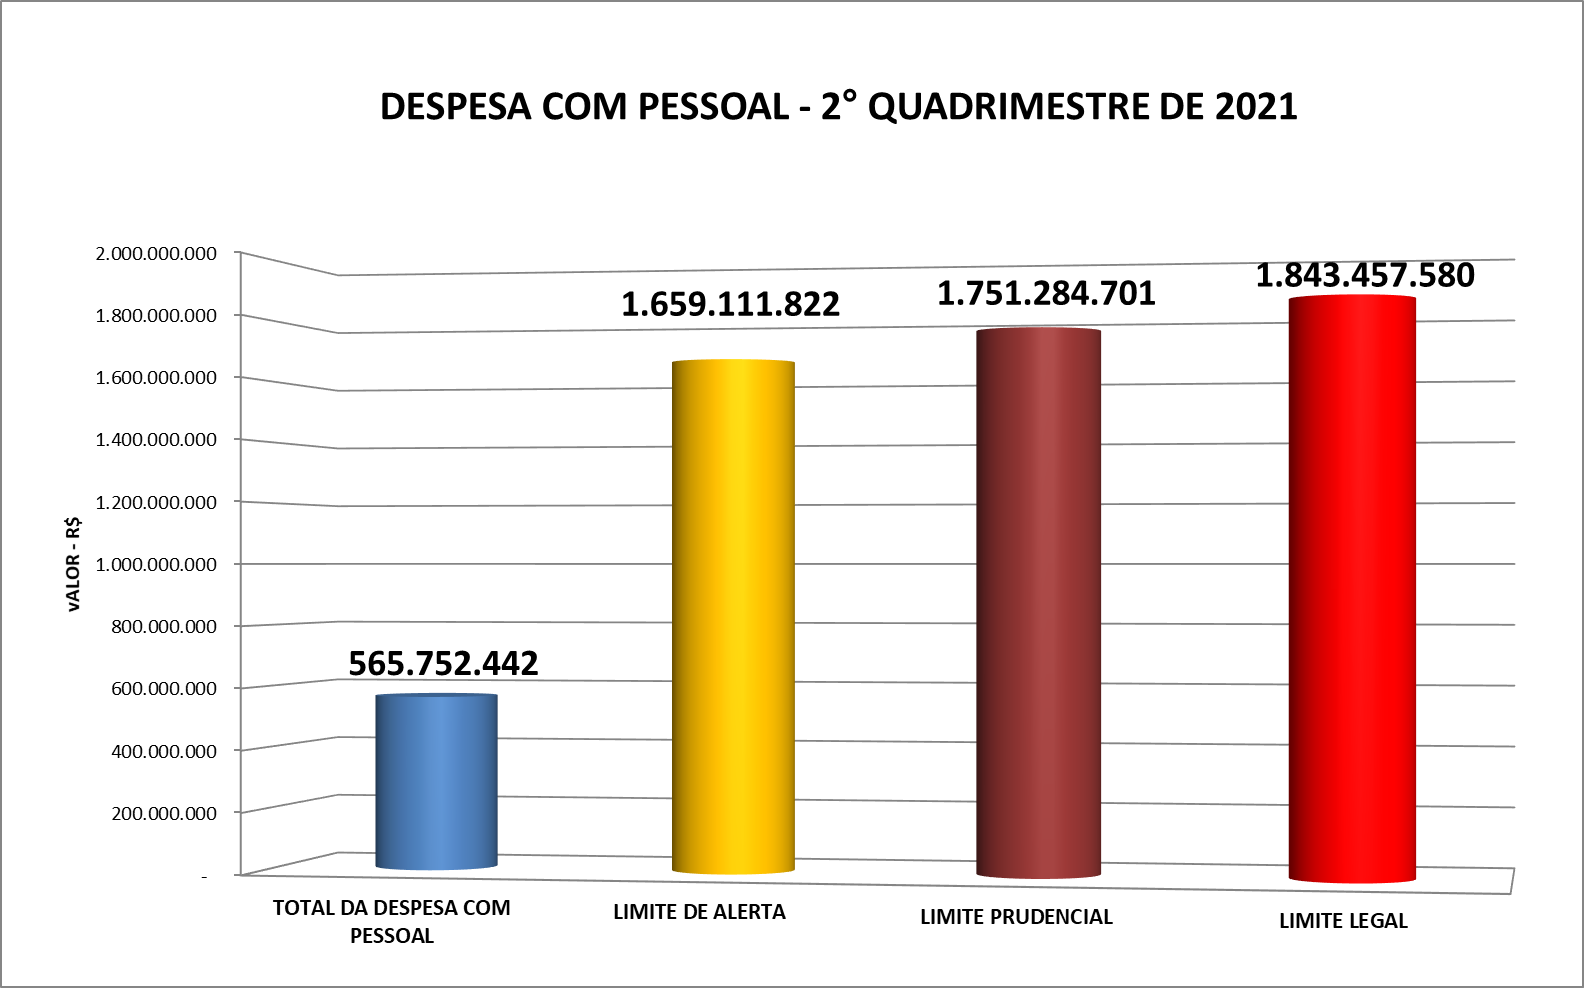 DESPESA COM PESSOAL - 2° QUADRIMESTRE DE 2021
2.000.000.000
1.800.000.000
1.600.000.000
1.400.000.000
1.200.000.000
1.000.000.000
800.000.000
600.000.000
400.000.000
200.000.000
-
vALOR - R$
565.752.442
1.659.111.822
1.751.284.701
1.843.457.580
TOTAL DA DESPESA COM
PESSOAL
LIMITE DE ALERTA
LIMITE PRUDENCIAL
LIMITE LEGAL